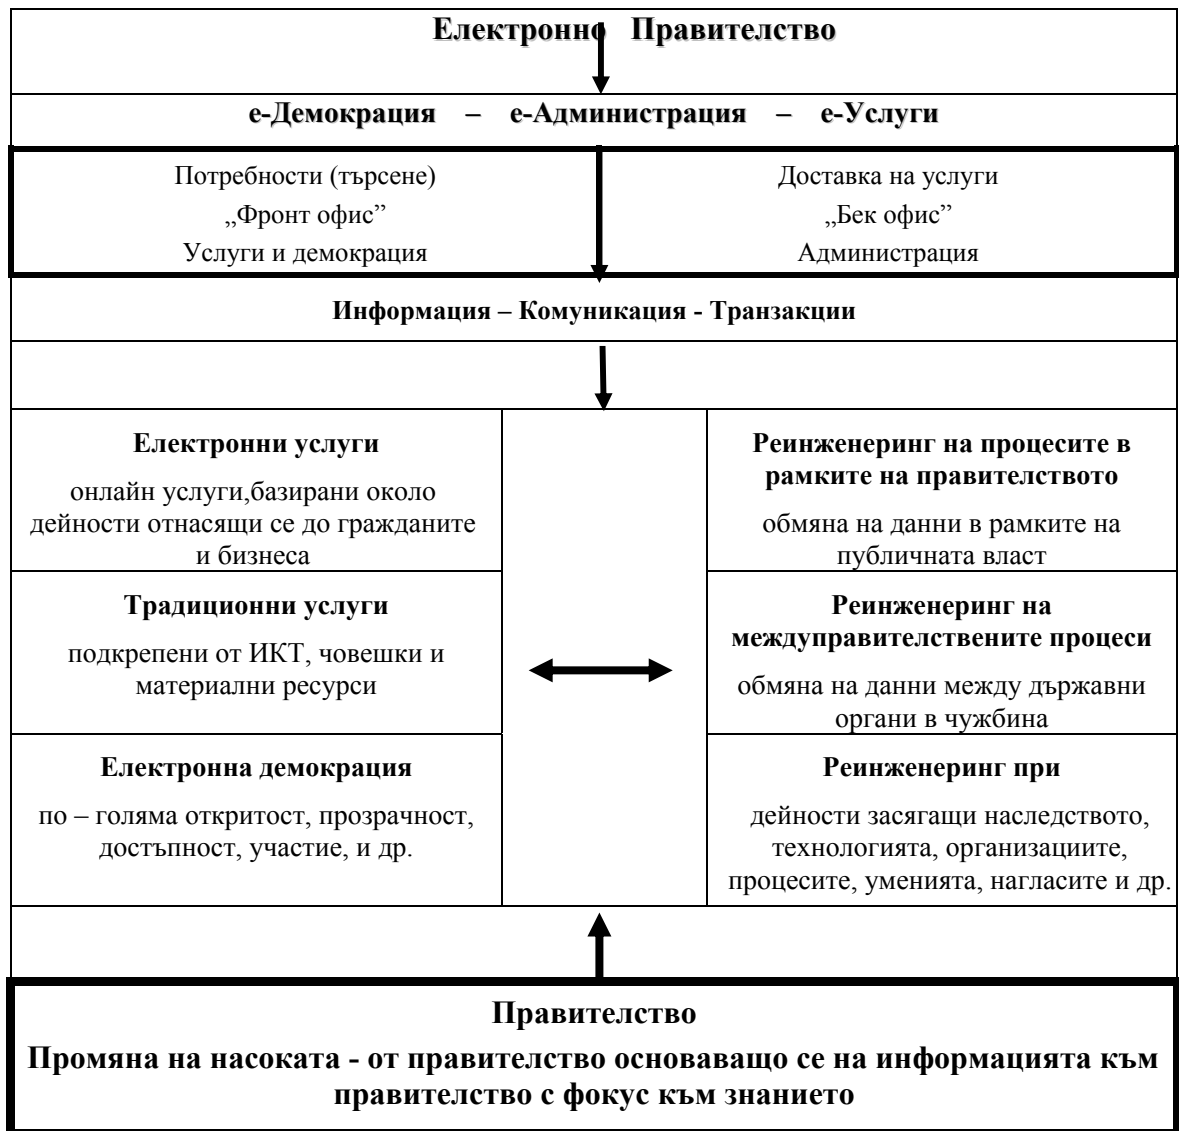 Електронно Правителство
е-Демокрация – е-Администрация – е-Услуги
Потребности (търсене)
„Фронт офис”
Услуги и демокрация
Доставка на услуги
„Бек офис”
Администрация
Информация – Комуникация - Транзакции
Електронни услуги
онлайн услуги,базирани около
дейности отнасящи се до гражданите
и бизнеса
Реинженеринг на процесите в
рамките на правителството
обмяна на данни в рамките на
публичната власт
Традиционни услуги
подкрепени от ИКТ, човешки и
материални ресурси
Реинженеринг на
междуправителствените процеси
обмяна на данни между държавни
органи в чужбина
Електронна демокрация
по – голяма откритост, прозрачност,
достъпност, участие, и др.
Реинженеринг при
дейности засягащи наследството,
технологията, организациите,
процесите, уменията, нагласите и др.
Правителство
Промяна на насоката - от правителство основаващо се на информацията към
правителство с фокус към знанието